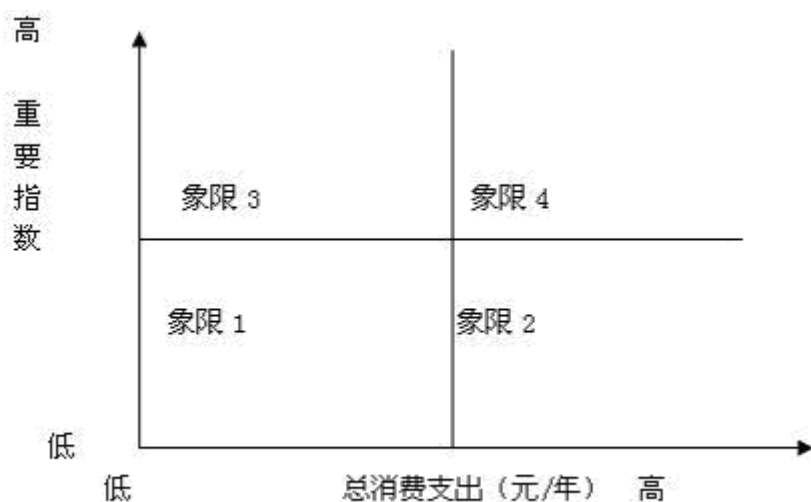 高
重
要
指
数
象限 3
象限 4
象限 1
象限 2
低
低 总消费支出（元/年） 高